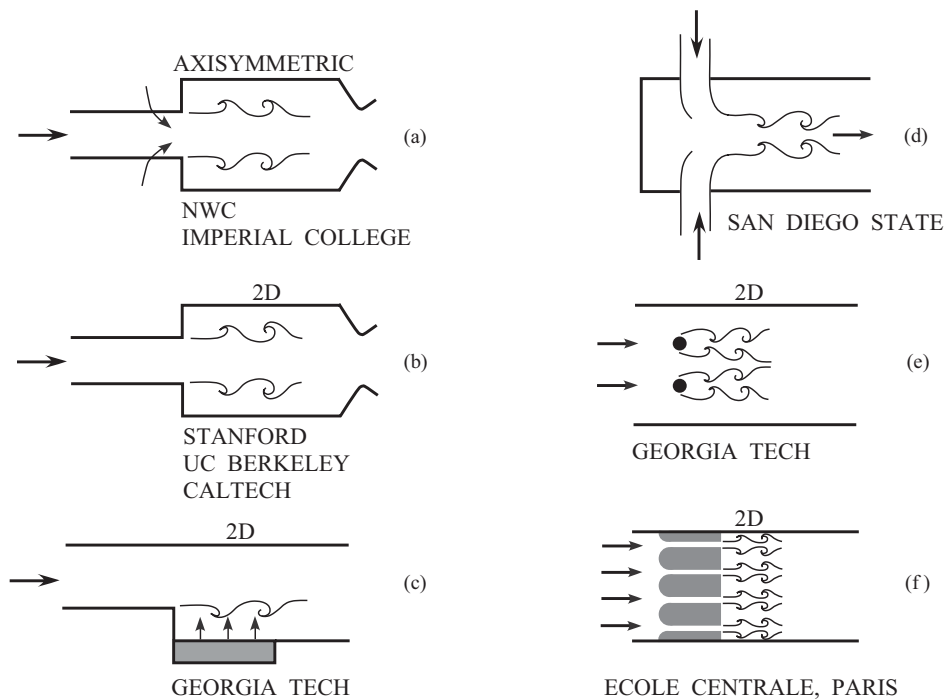 AXISYMMETRIC
(a)
NWC
IMPERIAL COLLEGE
2D
(b)
STANFORD
UC BERKELEY
CALTECH
2D
(c)
GEORGIA TECH
(d)
SAN DIEGO STATE
2D
(e)
GEORGIA TECH
2D
(f)
ECOLE CENTRALE, PARIS